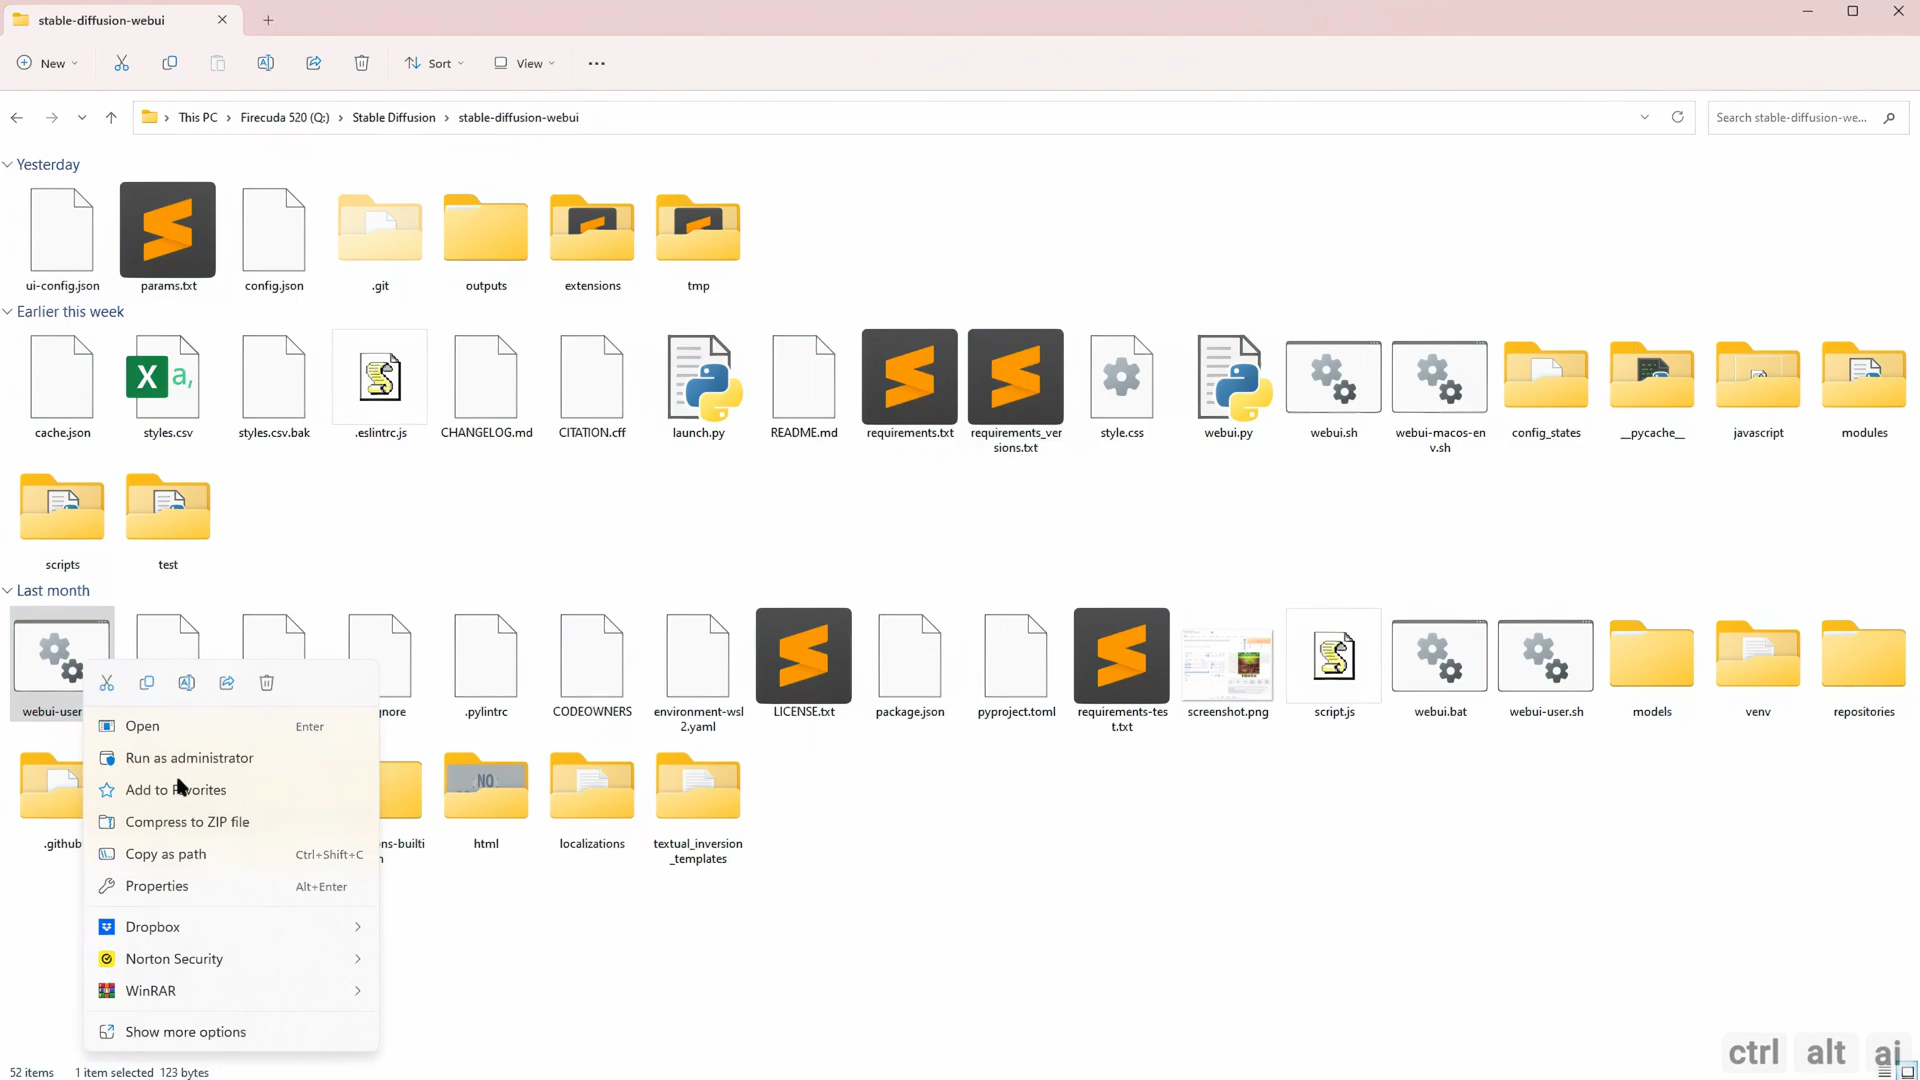 stable-diffusion-webui
New
Sort
View
This PC
Firecuda 520 (Q:)
Stable Diffusion
stable-diffusion-webui
Search stable-diffusion-we...
Yesterday
ui-config.json
params.txt
config.json
.git
outputs
extensions
tmp
Earlier this week
cache.json
styles.csv
styles.csv.bak
.eslintrc.js
CHANGELOG.md
CITATION.cff
launch.py
README.md
requirements.txt
requirements_ver
sions.txt
style.css
webui.py
webui.sh
webui-macos-en
v.sh
config_states
__pycache__
javascript
modules
scripts
test
Last month
webui-user
nore
.pylintrc
CODEOWNERS
environment-wsl
2.yaml
LICENSE.txt
package.json
pyproject.toml
requirements-tes
t.txt
screenshot.png
script.js
webui.bat
webui-user.sh
models
venv
repositories
.github
ns-builti
n
NO
html
localizations
textual_inversion
_templates
Open Enter
Run as administrator
Add to Favorites
Compress to ZIP file
Copy as path Ctrl+Shift+C
Properties Alt+Enter
Dropbox
Norton Security
WinRAR
Show more options
52 items 1 item selected 123 bytes
ctrl alt ai